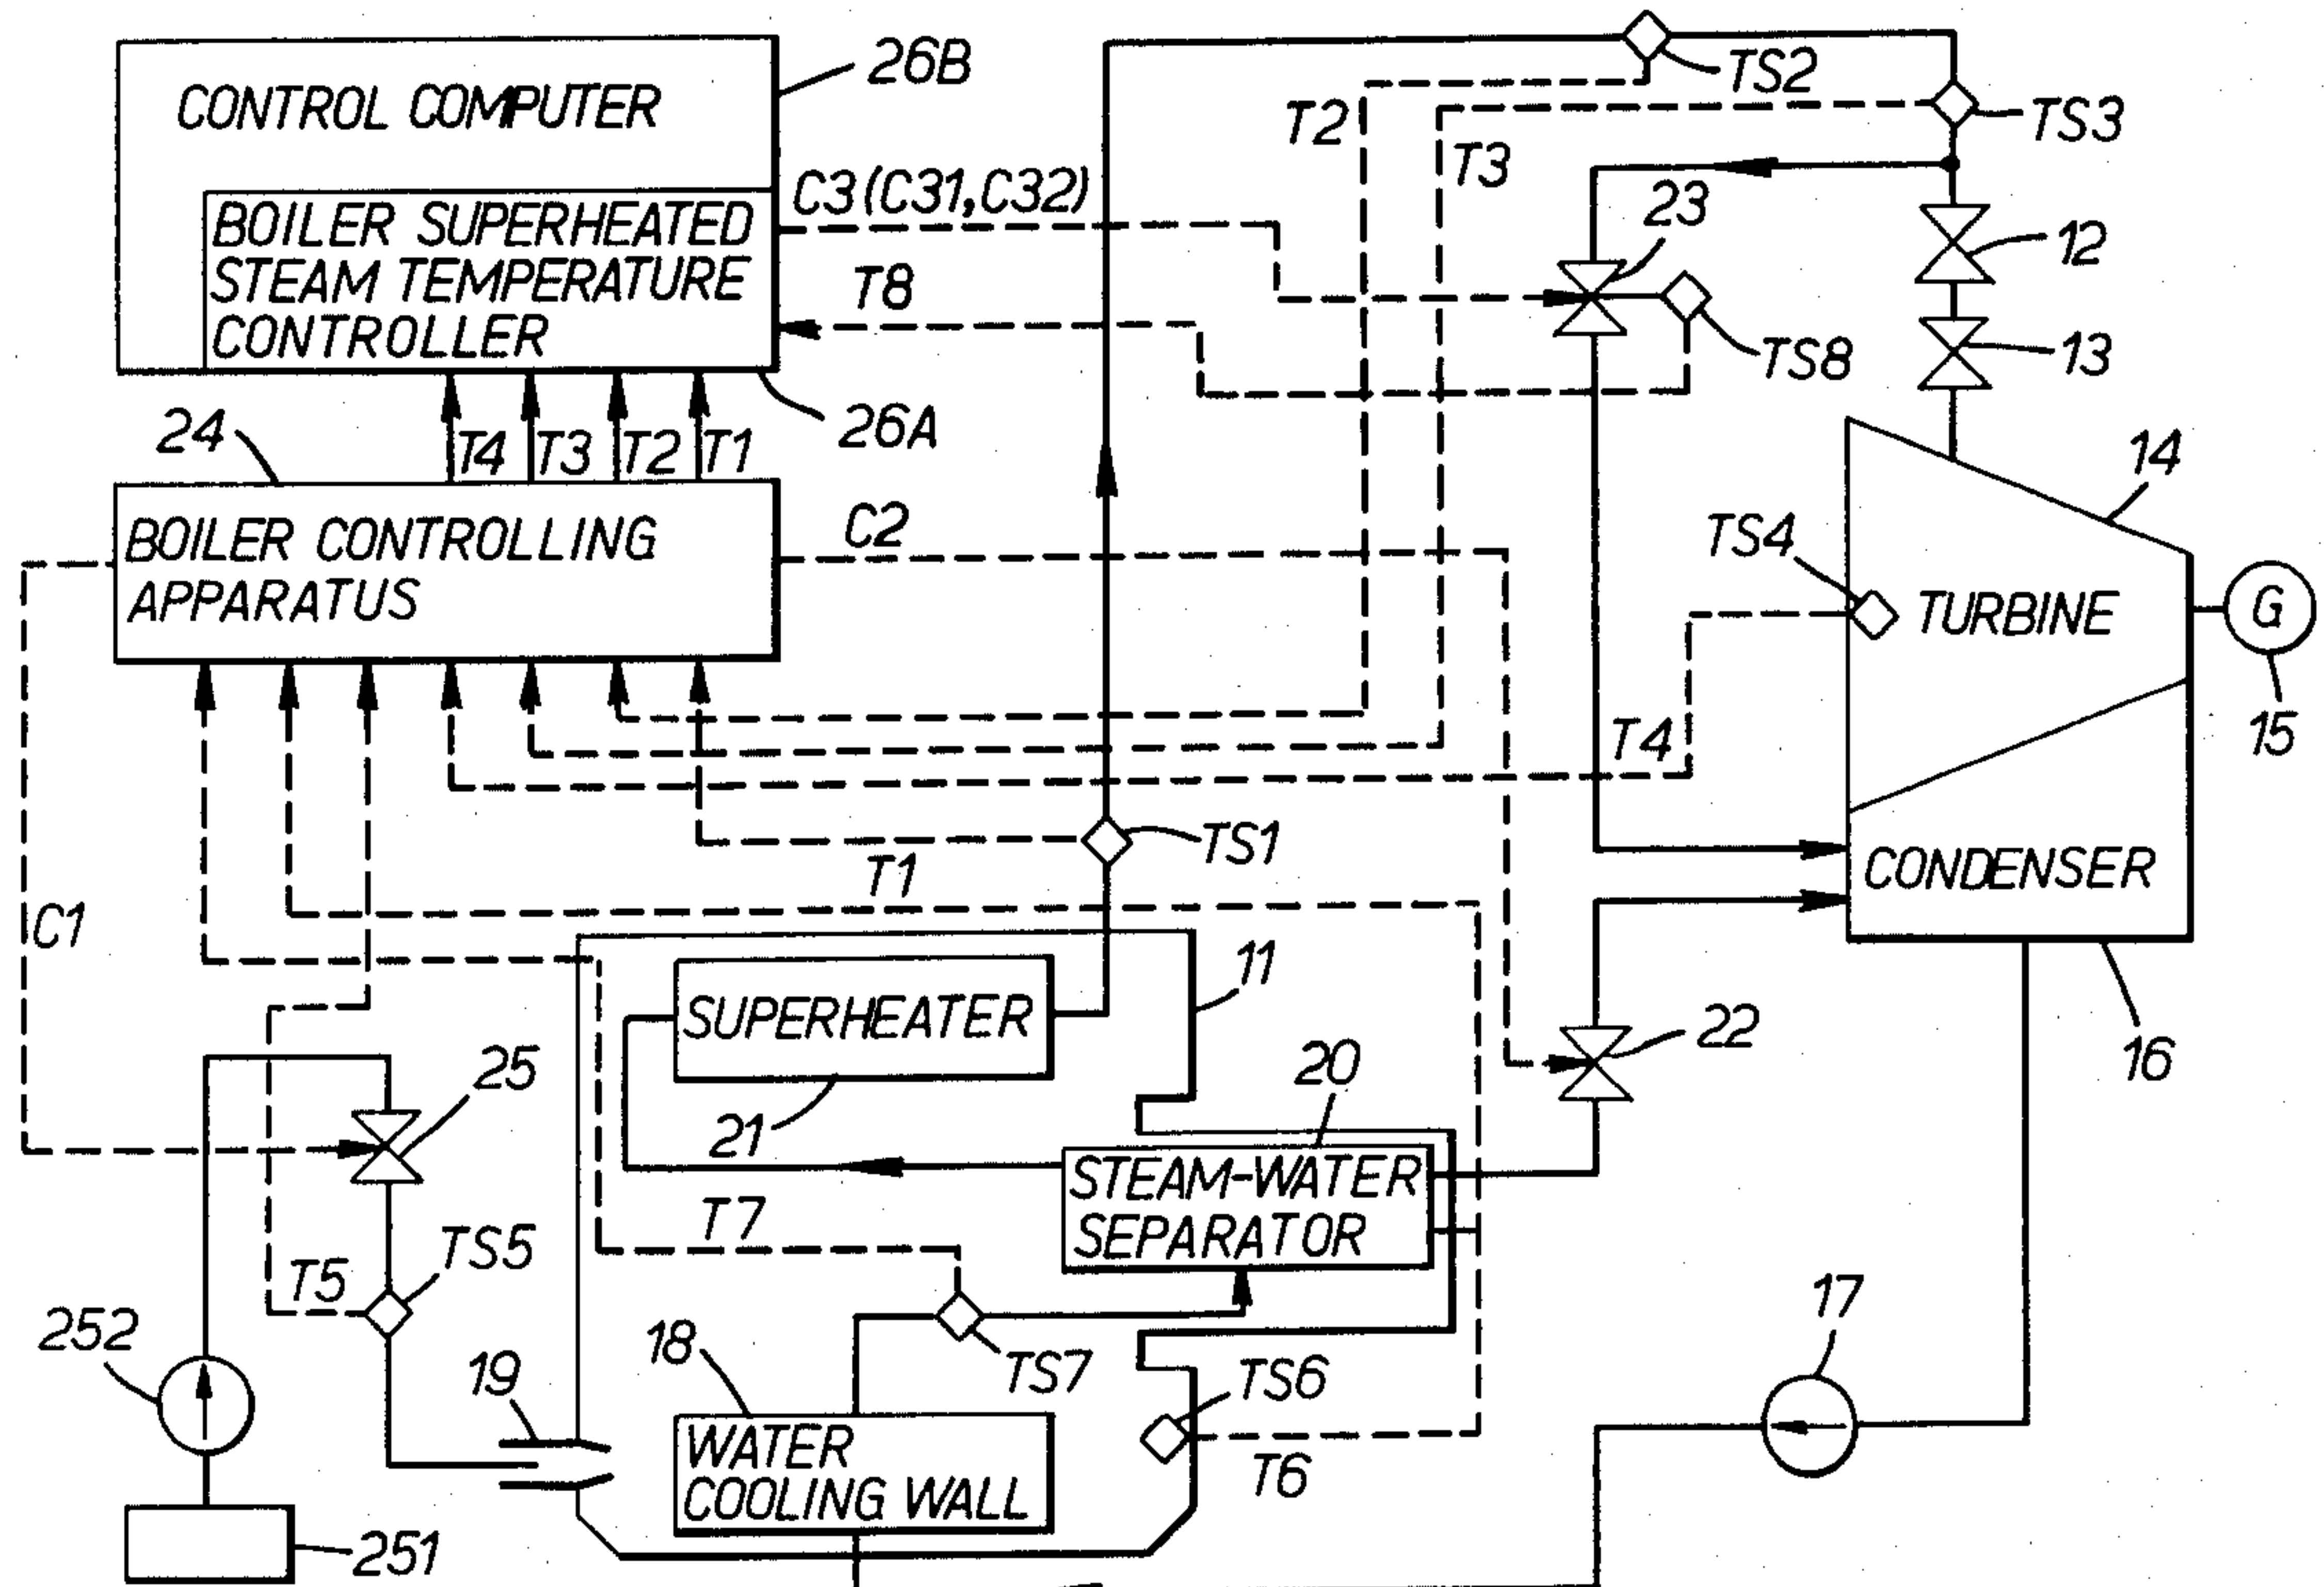 26B
TS2
CONTROL COMPUTER
T2
TS3
T3
C3(C31,C32)
23
BOILER SUPERHEATED
STEAM TEMPERATURE
CONTROLLER
12
T8
TS8
13
24
26A
T4
T3
T2
T1
14
BOILER CONTROLLING
APPARATUS
C2
TS4
TURBINE
G
T4
15
TS1
T1
CONDENSER
C1
11
SUPERHEATER
22
16
25
20
21
STEAM-WATER
SEPARATOR
T7
TS5
T5
252
17
18
19
TS7
TS6
WATER
COOLING WALL
T6
251